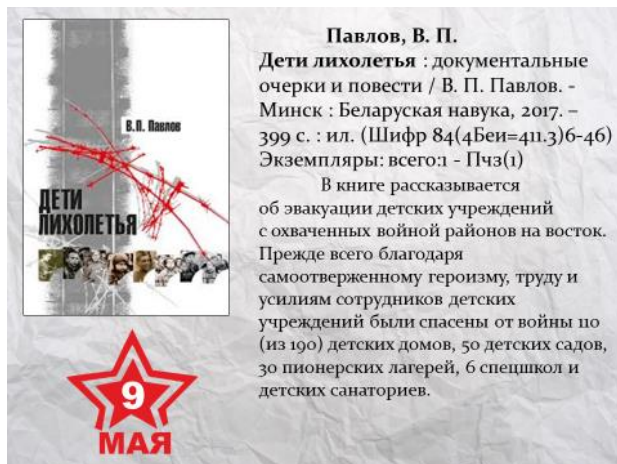 В.П. Павлов
ДЕТИ
ЛИХОЛЕТЬЯ
9
МАЯ
Павлов, В. П.
Дети лихолетья : документальные
очерки и повести / В. П. Павлов. -
Минск : Беларуская навука, 2017. –
399 с. : ил. (Шифр 84(4Беи=411.3)6-46)
Экземпляры: всего:1 - Пчз(1)
В книге рассказывается
об эвакуации детских учреждений
с охваченных войной районов на восток.
Прежде всего благодаря
самоотверженному героизму, труду и
усилиям сотрудников детских
учреждений были спасены от войны 110
(из 190) детских домов, 50 детских садов,
30 пионерских лагерей, 6 спецшкол и
детских санаториев.